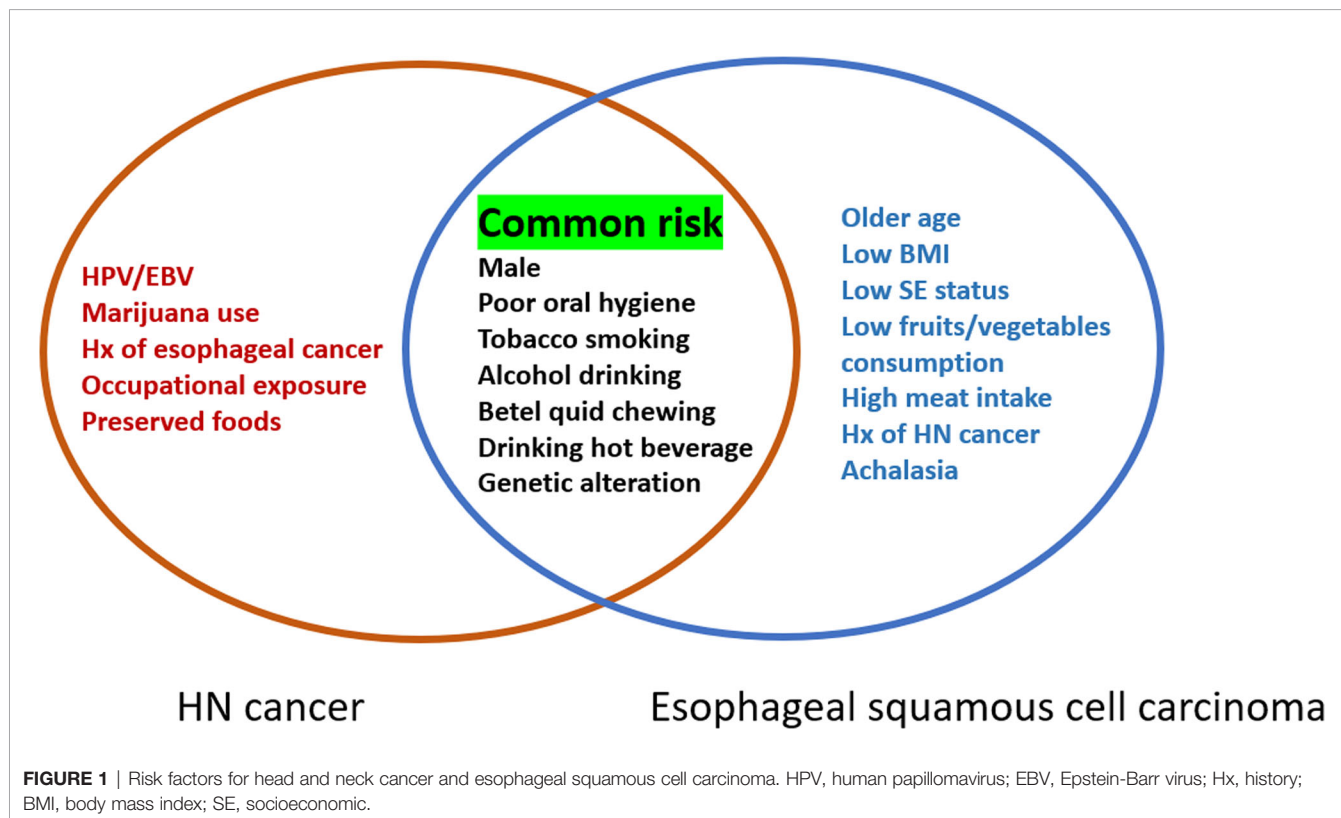 HPV/EBV
Marijuana use
Hx of esophageal cancer
Occupational exposure
Preserved foods
Common risk
Male
Poor oral hygiene
Tobacco smoking
Alcohol drinking
Betel quid chewing
Drinking hot beverage
Genetic alteration
Older age
Low BMI
Low SE status
Low fruits/vegetables
consumption
High meat intake
Hx of HN cancer
Achalasia
HN cancer
Esophageal squamous cell carcinoma
FIGURE 1 | Risk factors for head and neck cancer and esophageal squamous cell carcinoma. HPV, human papillomavirus; EBV, Epstein-Barr virus; Hx, history;
BMI, body mass index; SE, socioeconomic.